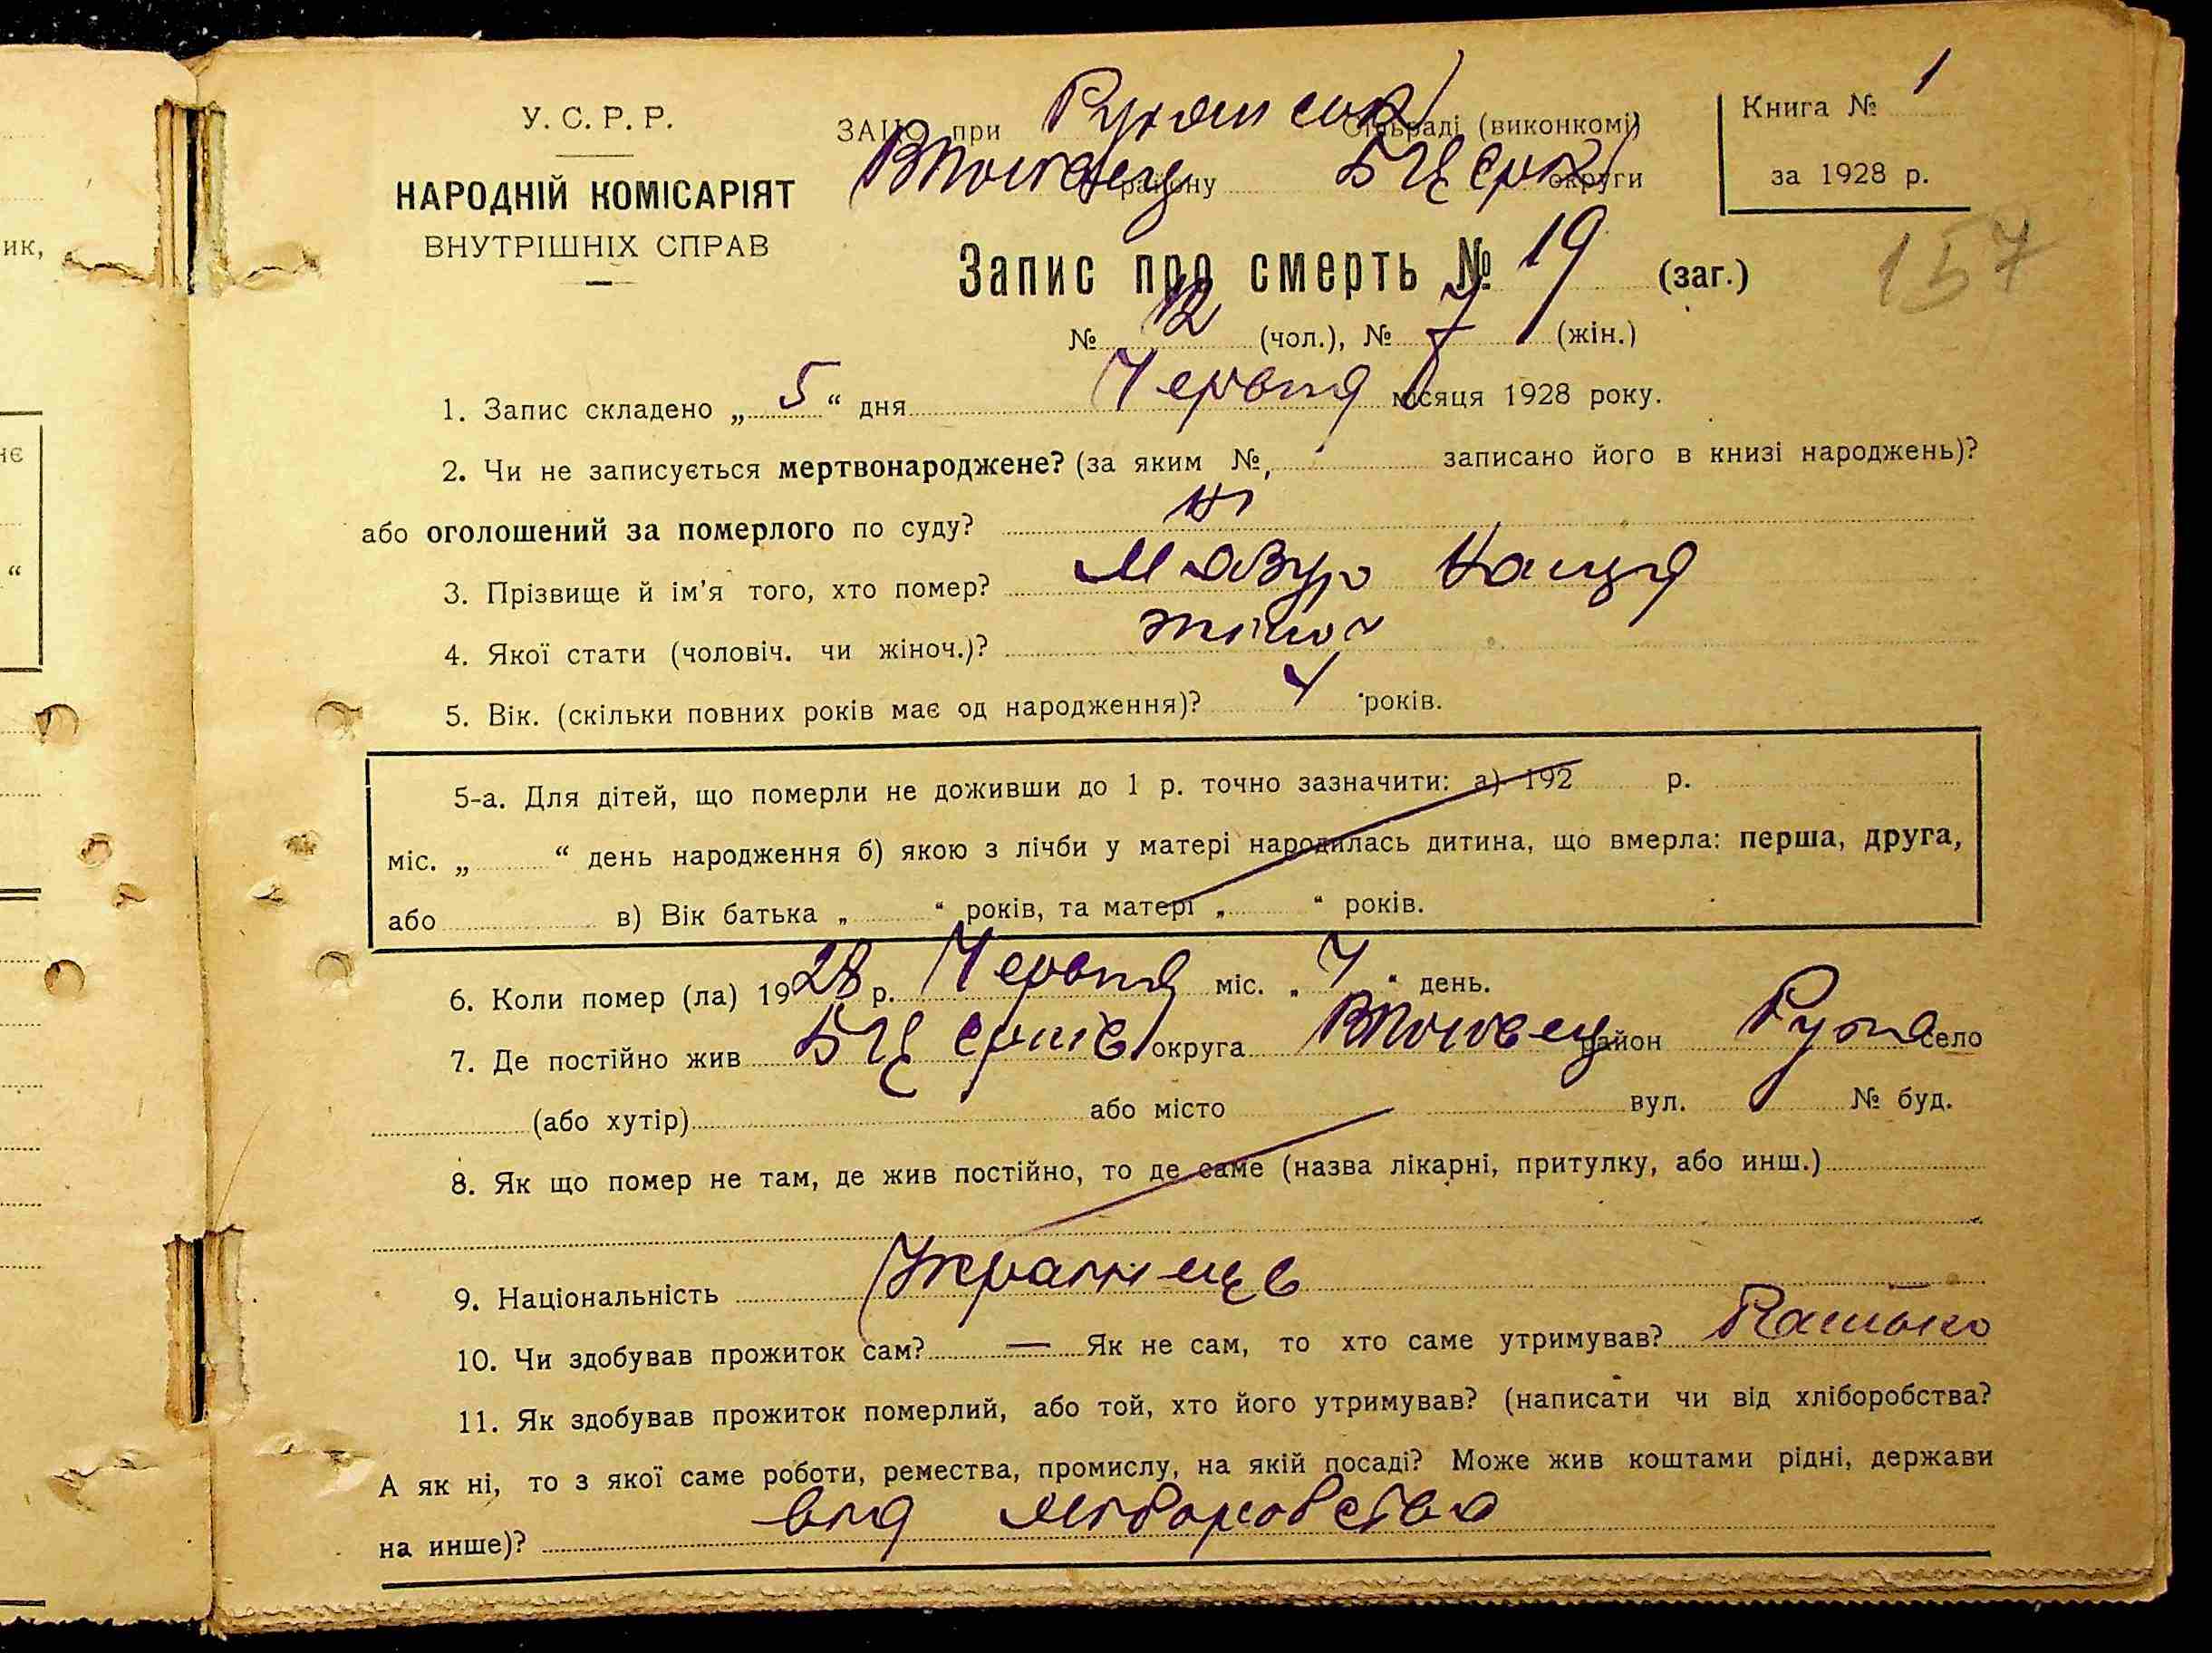 ик,
не
“
У. С. Р. Р.
НАРОДНІЙ КОМІСАРІЯТ
ВНУТРІШНІХ СПРАВ
ЗАЦС при Сільраді (виконкомі)
району БЦерк округи
Книга № 1
за 1928 р.
157
Запис про смерть № 19 (заг.)
№ 12 (чол.), № 7 (жін.)
1. Запис складено „ 5 “ дня Червня місяця 1928 року.
2. Чи не записується мертвонароджене? (за яким №, записано його в книзі народжень)?
або оголошений за померлого по суду? ні
3. Прізвище й ім'я того, хто помер? Мазур
4. Якої стати (чоловіч. чи жіноч.)? жіноч
5. Вік. (скільки повних років має од народження)? 4 років.
5-а. Для дітей, що померли не доживши до 1 р. точно зазначити: а) 192 р.
міс. „ “ день народження б) якою з лічби у матері народилась дитина, що вмерла: перша, друга,
або в) Вік батька „ “ років, та матері „ “ років.
6. Коли помер (ла) 1928 р. Червня міс. „ 4 “ день.
7. Де постійно жив БЦерків округа район Рута село
(або хутір) або місто вул. № буд.
8. Як що помер не там, де жив постійно, то де саме (назва лікарні, притулку, або инш.)
9. Національність
10. Чи здобував прожиток сам? — Як не сам, то хто саме утримував? Батько
11. Як здобував прожиток померлий, або той, хто його утримував? (написати чи від хліборобства?
А як ні, то з якої саме роботи, ремества, промислу, на якій посаді? Може жив коштами рідні, держави
на инше)? від хліборобства